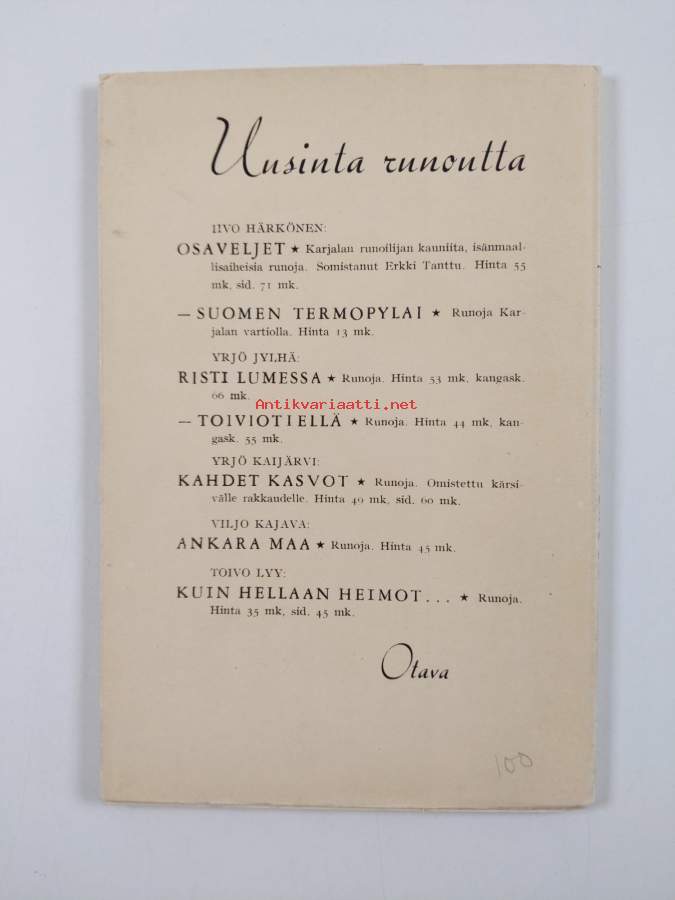 Uusinta runoutta
IIVO HÄRKÖNEN:
OSAVELJET ★ Karjalan runoilijan kauniita, isänmaal-
lisaiheisia runoja. Somistanut Erkki Tanttu. Hinta 55
mk, sid. 71 mk.
— SUOMEN TERMOPYLAI ★ Runoja Kar-
jalan vartiolla. Hinta 13 mk.
YRJÖ JYLHÄ:
RISTI LUMESSA ★ Runoja. Hinta 53 mk, kangask.
66 mk.
Antikvariaatti.net
— TOIVIOTIELLÄ ★ Runoja. Hinta 44 mk, kan-
gask. 55 mk.
YRJÖ KAIJÄRVI:
KAHDET KASVOT ★ Runoja. Omistettu kärsi-
välle rakkaudelle. Hinta 49 mk, sid. 60 mk.
VILJO KAJAVA:
ANKARA MAA ★ Runoja. Hinta 45 mk.
TOIVO LYY:
KUIN HELLAAN HEIMOT... ★ Runoja.
Hinta 35 mk, sid. 45 mk.
Otava
100